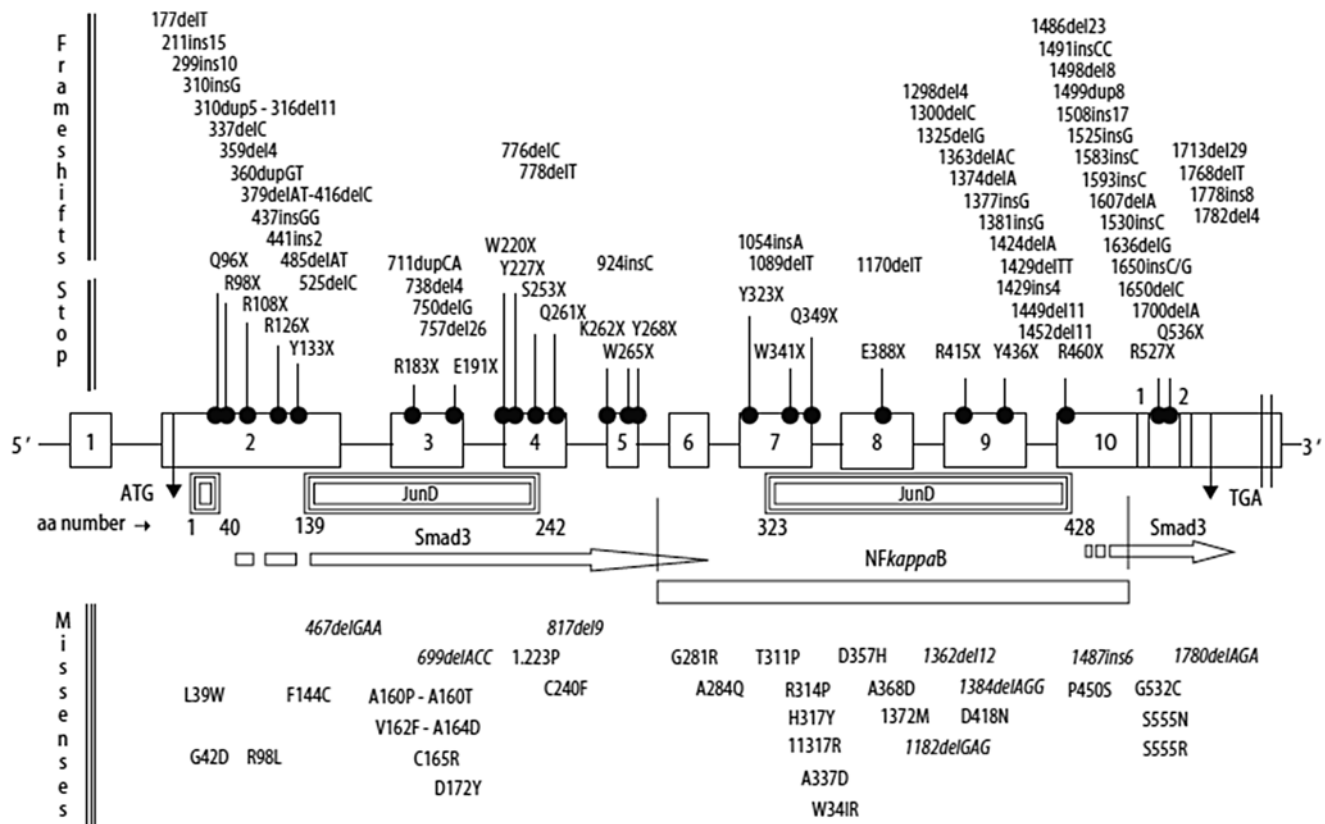 Frameshifts
177delT
211ins15
299ins10
310insG
310dup5 - 316del11
337delC
359del4
360dupGT
379delAT-416delC
437insGG
441ins2
485delAT
525delC
711dupCA
738del4
750delG
757del26
776delC
778delT
924insC
1054insA
1089delT
1170delT
1298del4
1300delC
1325delG
1363delAC
1374delA
1377insG
1381insG
1424delA
1429delTT
1429ins4
1449del11
1452del11
1486del23
1491insCC
1498del8
1499dup8
1508ins17
1525insG
1583insC
1593insC
1607delA
1530insC
1636delG
1650insC/G
1650delC
1700delA
1713del29
1768delT
1778ins8
1782del4
Stop
Q96X
R98X
R108X
R126X
Y133X
R183X
E191X
W220X
Y227X
S253X
Q261X
K262X
W265X
Y268X
Y323X
W341X
Q349X
E388X
R415X
Y436X
R460X
R527X
Q536X
1 2
5′ 1 2 3 4 5 6 7 8 9 10 3′
ATG JunD JunD TGA
aa number → 1 40 139 242 323 428
Smad3 NFkappaB Smad3
Missenses
467delGAA
817del9
699delACC
1.223P
G281R
T311P
D357H
1362del12
1487ins6
1780delAGA
L39W
F144C
A160P - A160T
C240F
A284Q
R314P
A368D
1384delAGG
P450S
G532C
V162F - A164D
H317Y
1372M
D418N
S555N
G42D
R98L
C165R
11317R
1182delGAG
S555R
D172Y
A337D
W34IR